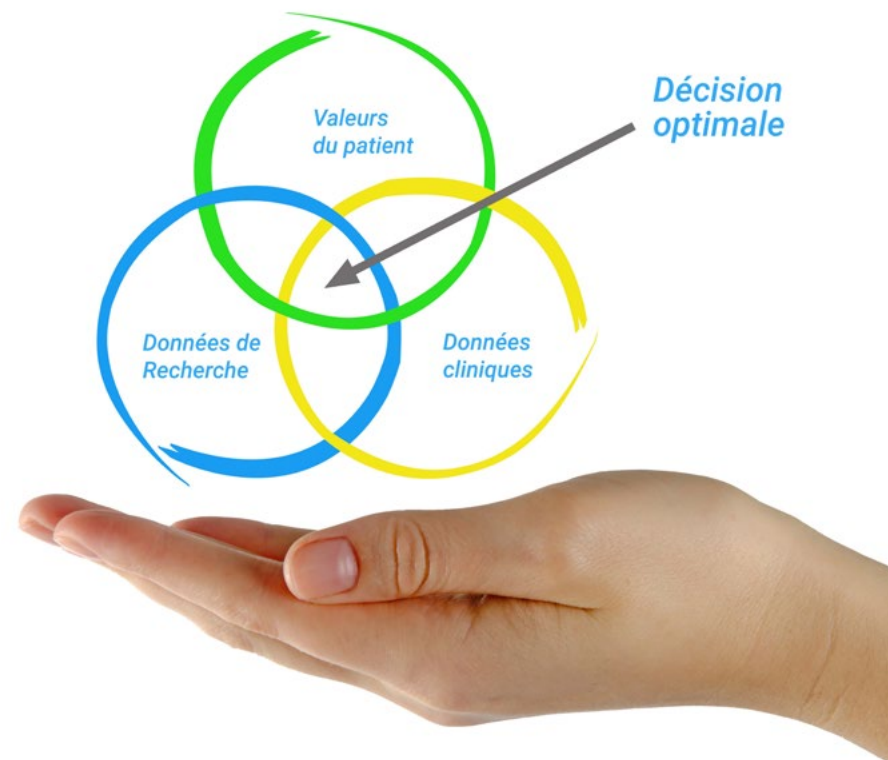 Valeurs
du patient
Décision
optimale
Données de
Recherche
Données
cliniques